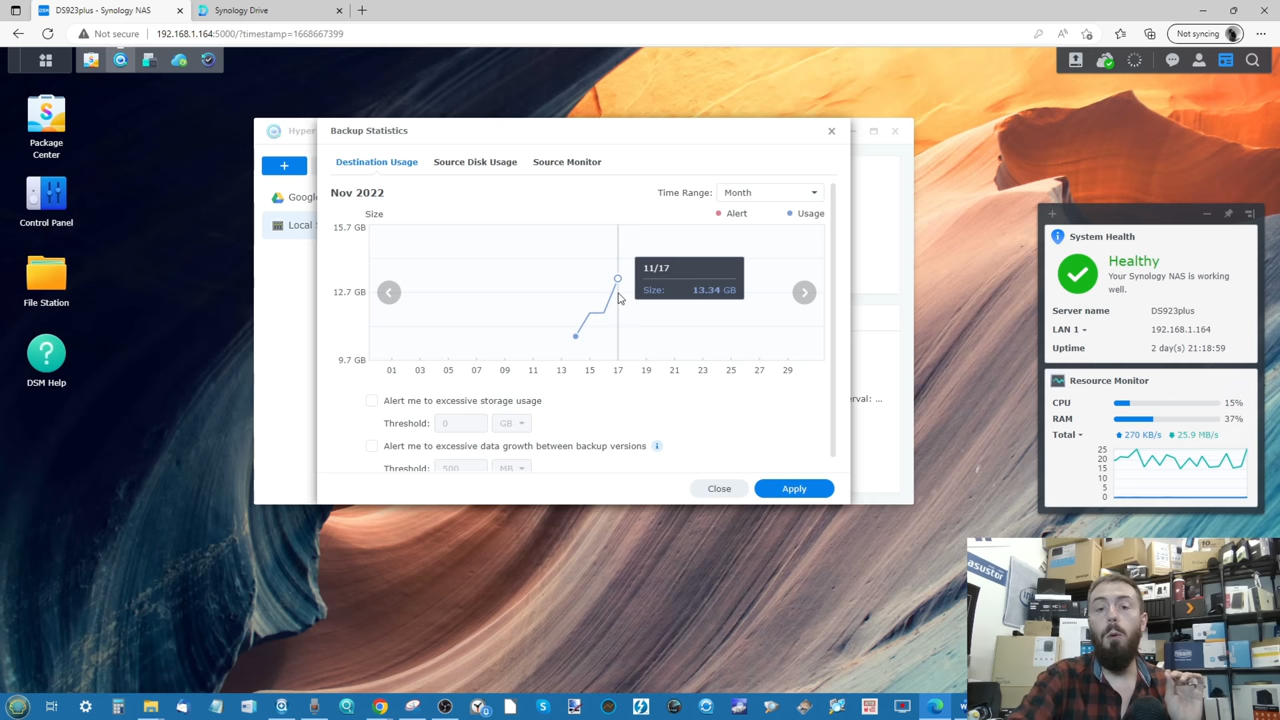 DS923plus - Synology NAS
Synology Drive
Not secure
192.168.1.164:5000/?timestamp=1668667399
Not syncing
Package
Center
Control Panel
File Station
DSM Help
Hyper
Google
Local
Backup Statistics
Destination Usage
Source Disk Usage
Source Monitor
Nov 2022
Time Range:
Month
Size
Alert
Usage
15.7 GB
12.7 GB
9.7 GB
11/17
Size: 13.34 GB
01 03 05 07 09 11 13 15 17 19 21 23 25 27 29
Alert me to excessive storage usage
Threshold: 0 GB
Alert me to excessive data growth between backup versions
Threshold: 500 MB
Close
Apply
erval: ...
System Health
Healthy
Your Synology NAS is working
well.
Server name DS923plus
LAN 1 192.168.1.164
Uptime 2 day(s) 21:18:59
Resource Monitor
CPU 15%
RAM 37%
Total 270 KB/s 25.9 MB/s
25
20
15
10
5
0
asustor